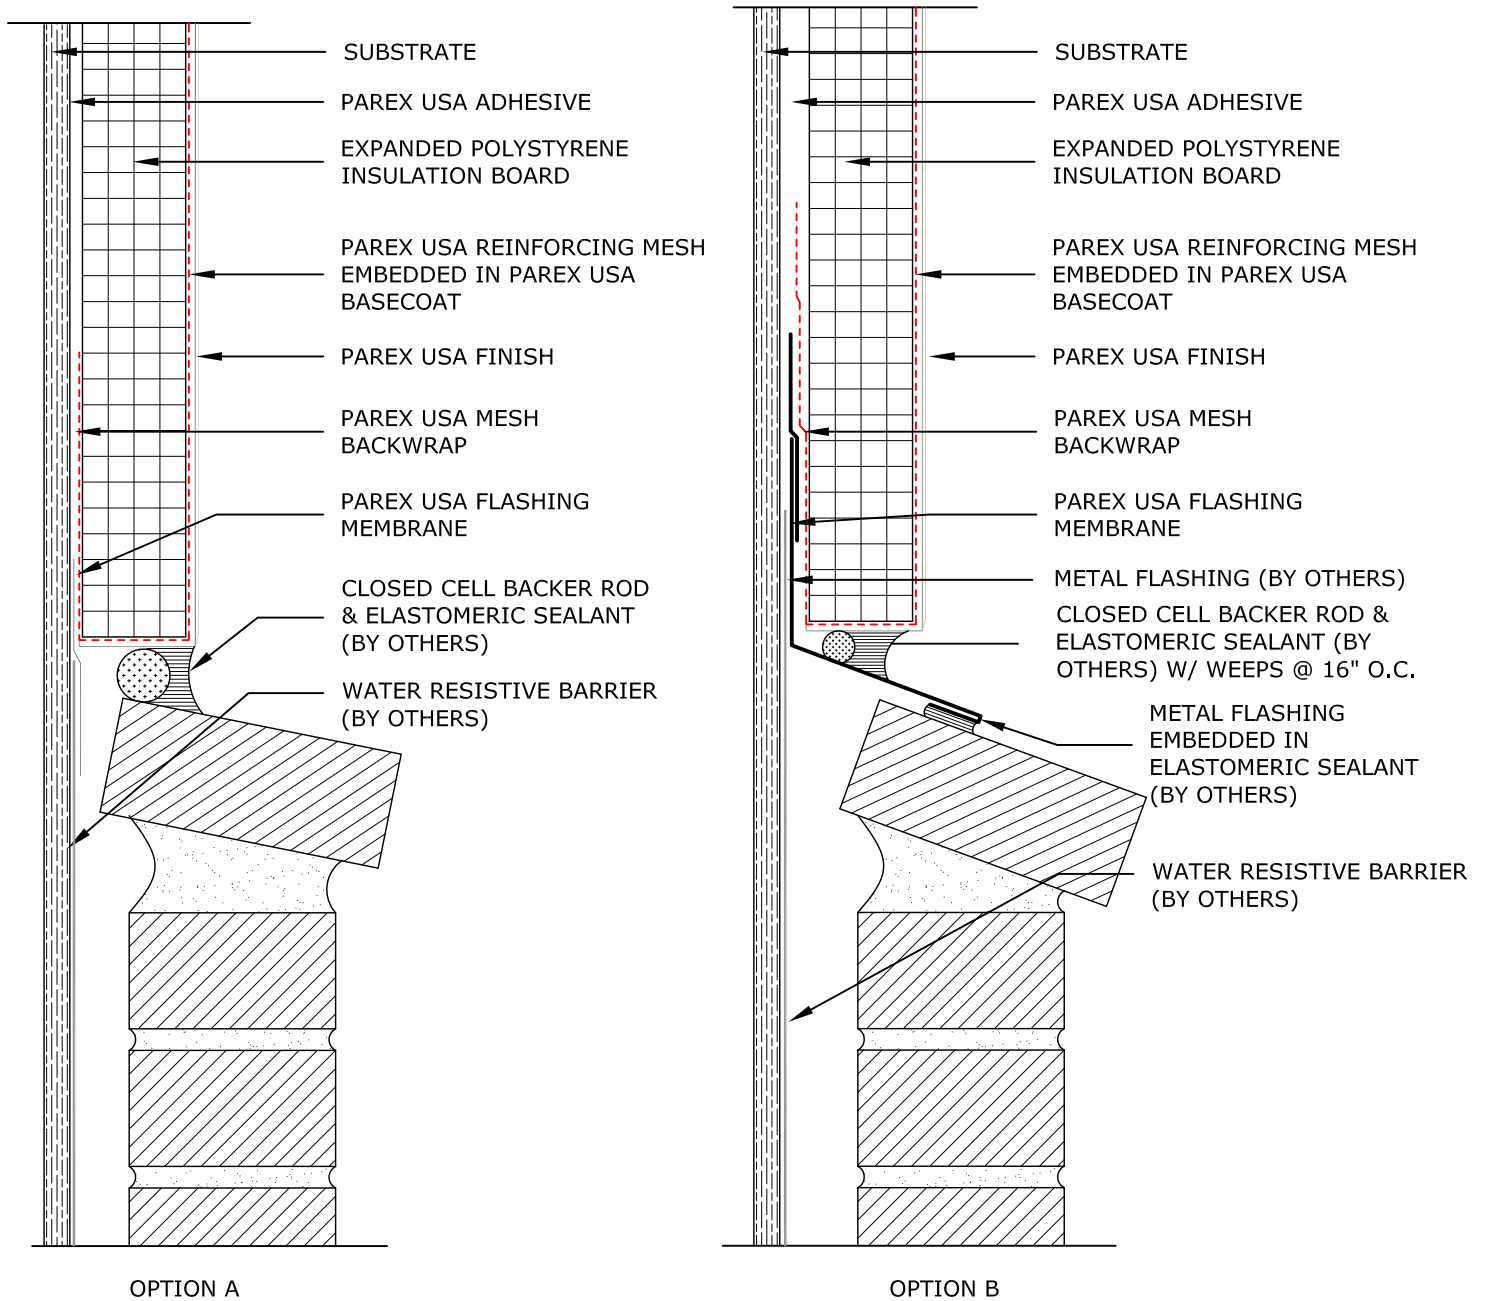 SUBSTRATE
PAREX USA ADHESIVE
EXPANDED POLYSTYRENE
INSULATION BOARD
PAREX USA REINFORCING MESH
EMBEDDED IN PAREX USA
BASECOAT
PAREX USA FINISH
PAREX USA MESH
BACKWRAP
PAREX USA FLASHING
MEMBRANE
CLOSED CELL BACKER ROD
& ELASTOMERIC SEALANT
(BY OTHERS)
WATER RESISTIVE BARRIER
(BY OTHERS)
OPTION A
SUBSTRATE
PAREX USA ADHESIVE
EXPANDED POLYSTYRENE
INSULATION BOARD
PAREX USA REINFORCING MESH
EMBEDDED IN PAREX USA
BASECOAT
PAREX USA FINISH
PAREX USA MESH
BACKWRAP
PAREX USA FLASHING
MEMBRANE
METAL FLASHING (BY OTHERS)
CLOSED CELL BACKER ROD &
ELASTOMERIC SEALANT (BY
OTHERS) W/ WEEPS @ 16" O.C.
METAL FLASHING
EMBEDDED IN
ELASTOMERIC SEALANT
(BY OTHERS)
WATER RESISTIVE BARRIER
(BY OTHERS)
OPTION B